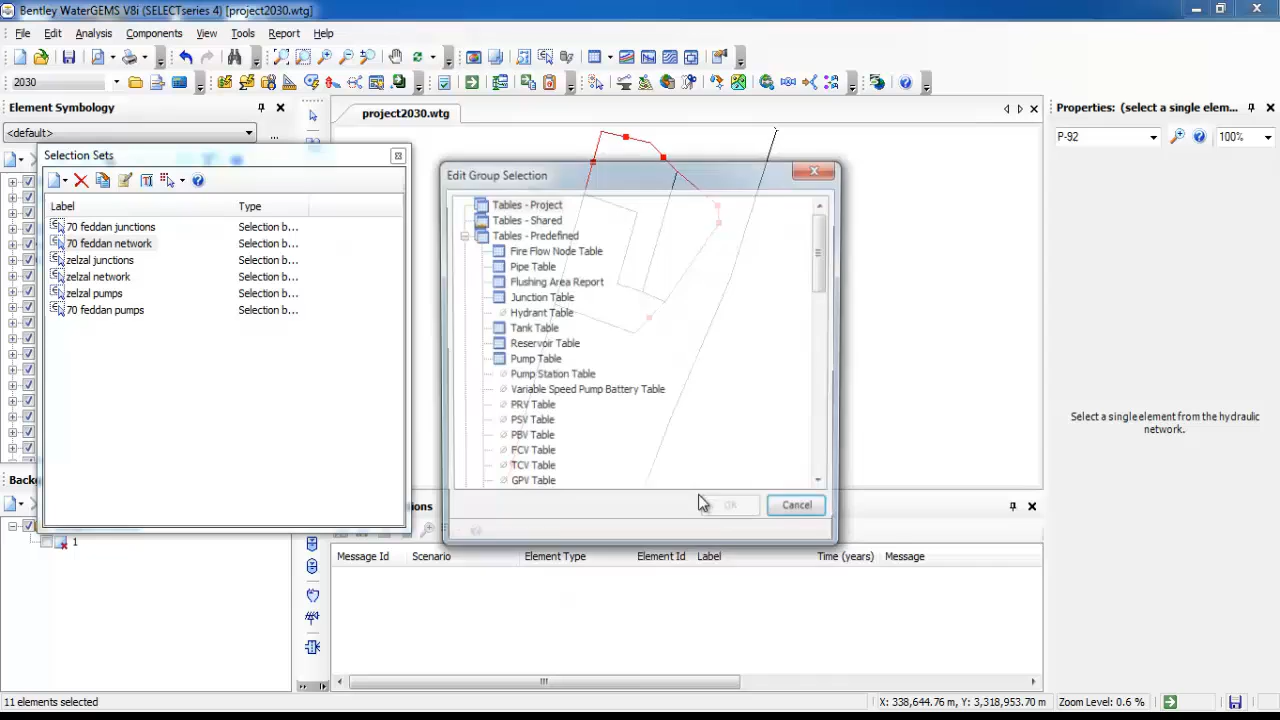 Bentley WaterGEMS V8i (SELECTseries 4) [project2030.wtg]
File Edit Analysis Components View Tools Report Help
2030
Element Symbology
<default>
project2030.wtg
Properties: (select a single elem...
P-92
100%
Selection Sets
Label Type
70 feddan junctions Selection b...
70 feddan network Selection b...
zelzal junctions Selection b...
zelzal network Selection b...
zelzal pumps Selection b...
70 feddan pumps Selection b...
Edit Group Selection
Tables - Project
Tables - Shared
Tables - Predefined
Fire Flow Node Table
Pipe Table
Flushing Area Report
Junction Table
Hydrant Table
Tank Table
Reservoir Table
Pump Table
Pump Station Table
Variable Speed Pump Battery Table
PRV Table
PSV Table
PBV Table
FCV Table
TCV Table
GPV Table
OK Cancel
Select a single element from the hydraulic
network.
Back
1
ions
Message Id Scenario Element Type Element Id Label Time (years) Message
11 elements selected
X: 338,644.76 m, Y: 3,318,953.70 m Zoom Level: 0.6 %